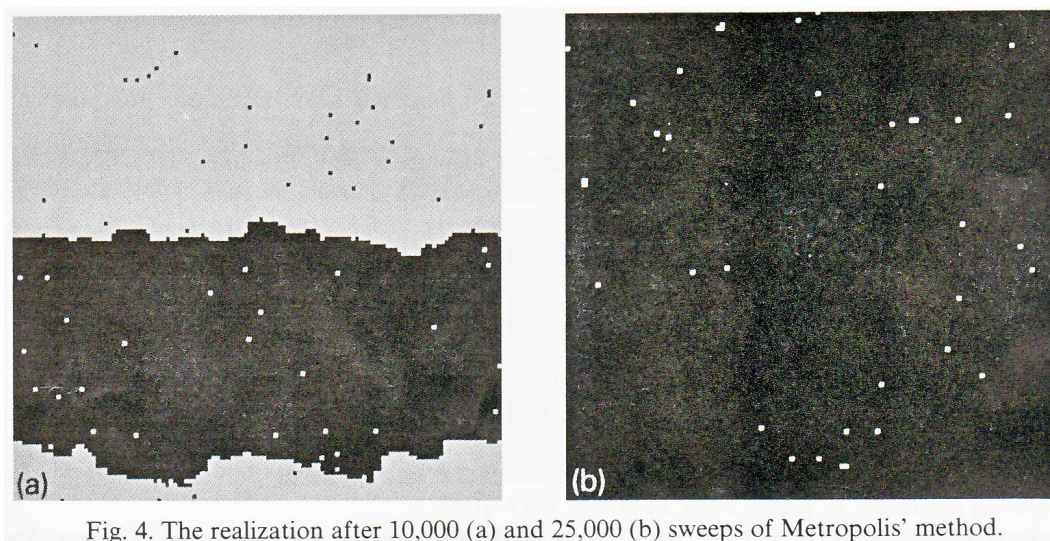 (a)
(b)
Fig. 4. The realization after 10,000 (a) and 25,000 (b) sweeps of Metropolis' method.